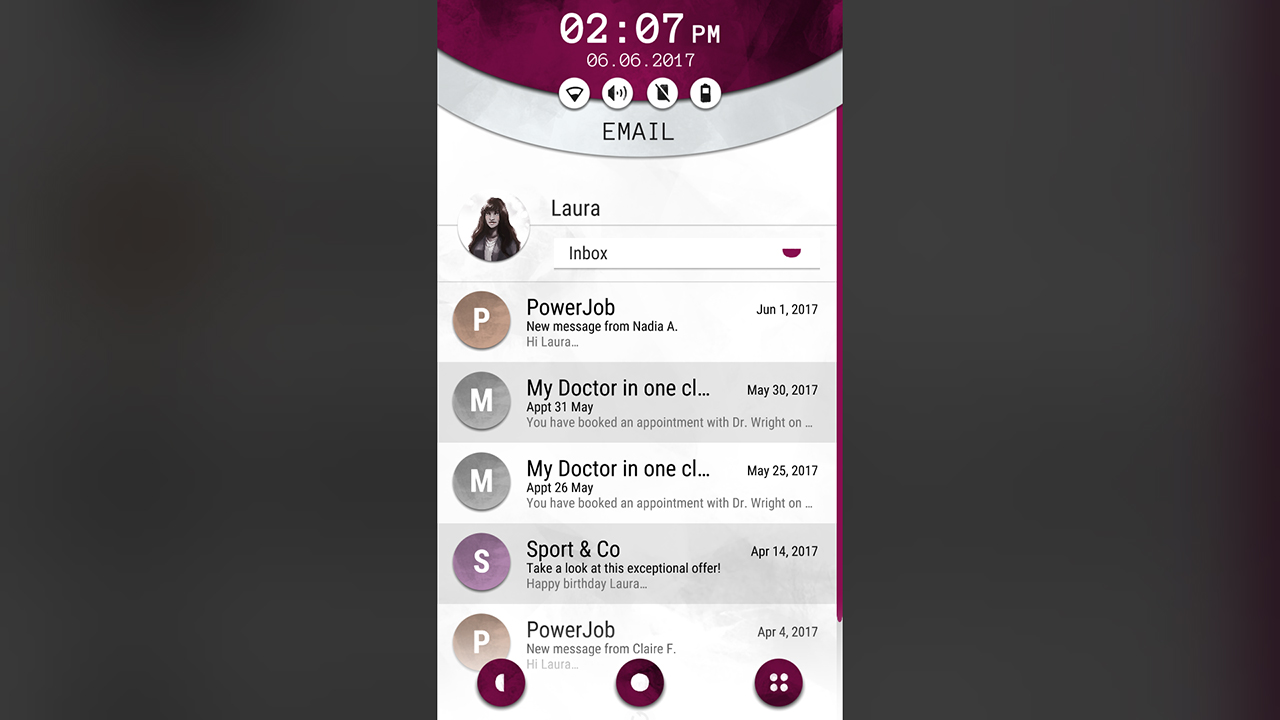 02:07 PM
06.06.2017
EMAIL
Laura
Inbox
P
PowerJob
Jun 1, 2017
New message from Nadia A.
Hi Laura...
M
My Doctor in one cl...
May 30, 2017
Appt 31 May
You have booked an appointment with Dr. Wright on ...
M
My Doctor in one cl...
May 25, 2017
Appt 26 May
You have booked an appointment with Dr. Wright on ...
S
Sport & Co
Apr 14, 2017
Take a look at this exceptional offer!
Happy birthday Laura...
P
PowerJob
Apr 4, 2017
New message from Claire F.
Hi Laura...